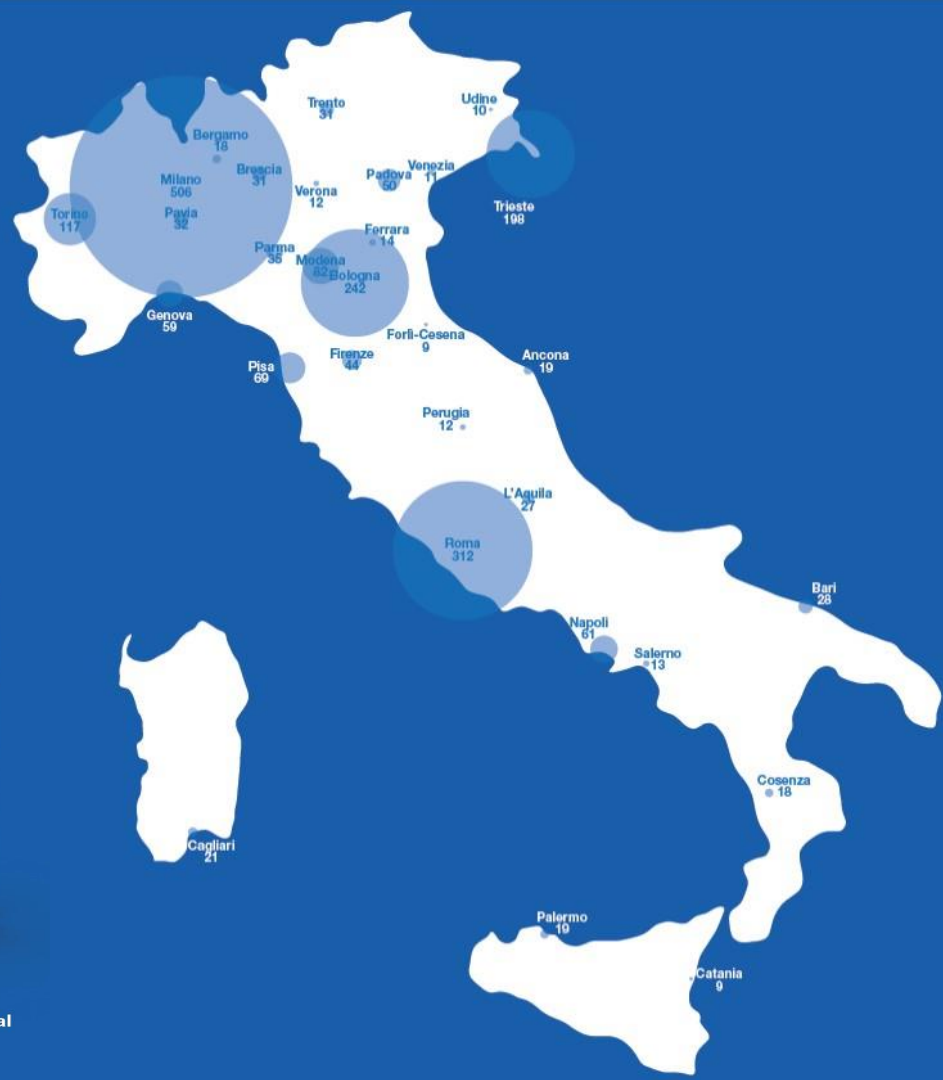 Trento
31
Udine
10
Bergamo
18
Brescia
31
Milano
506
Padova
50
Venezia
11
Verona
12
Trieste
198
Torino
117
Pavia
32
Ferrara
14
Parma
35
Modena
82
Bologna
242
Genova
59
Forlì-Cesena
9
Pisa
69
Firenze
44
Ancona
19
Perugia
12
L'Aquila
27
Roma
312
Bari
28
Napoli
61
Salerno
13
Cosenza
18
Cagliari
21
Palermo
19
Catania
9
al